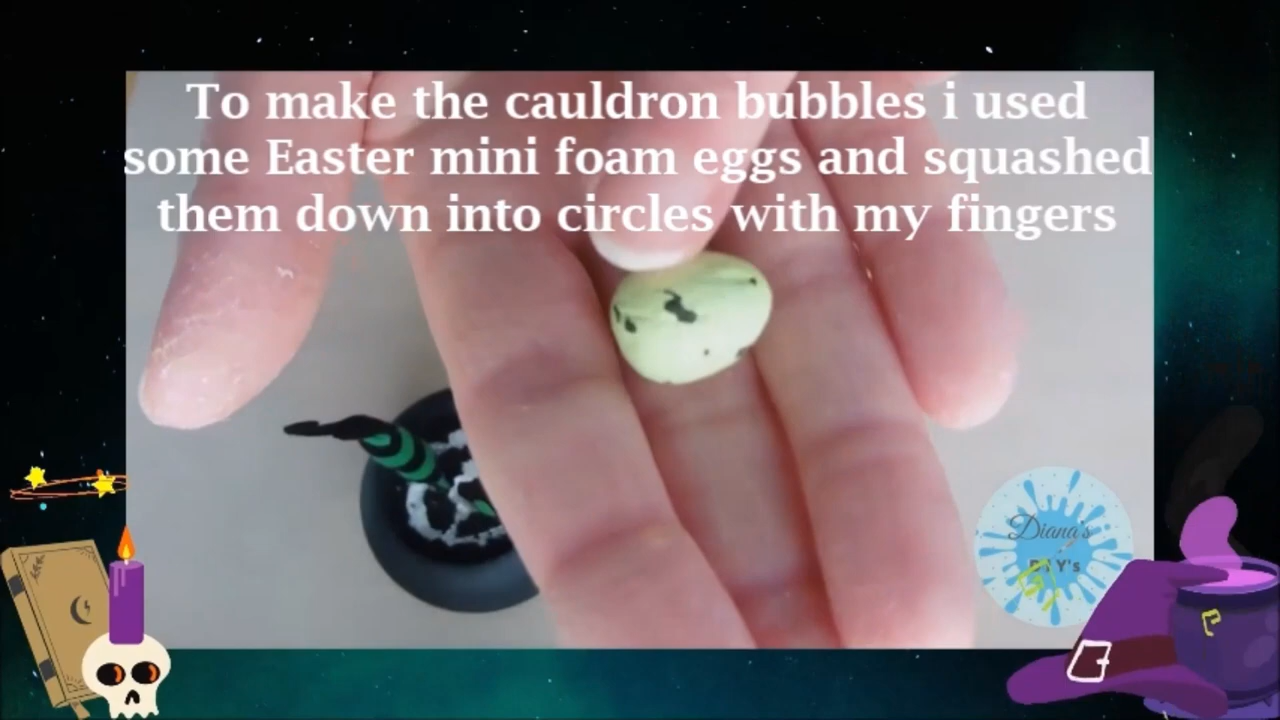 To make the cauldron bubbles i used
some Easter mini foam eggs and squashed
them down into circles with my fingers
Diana's
DIY's